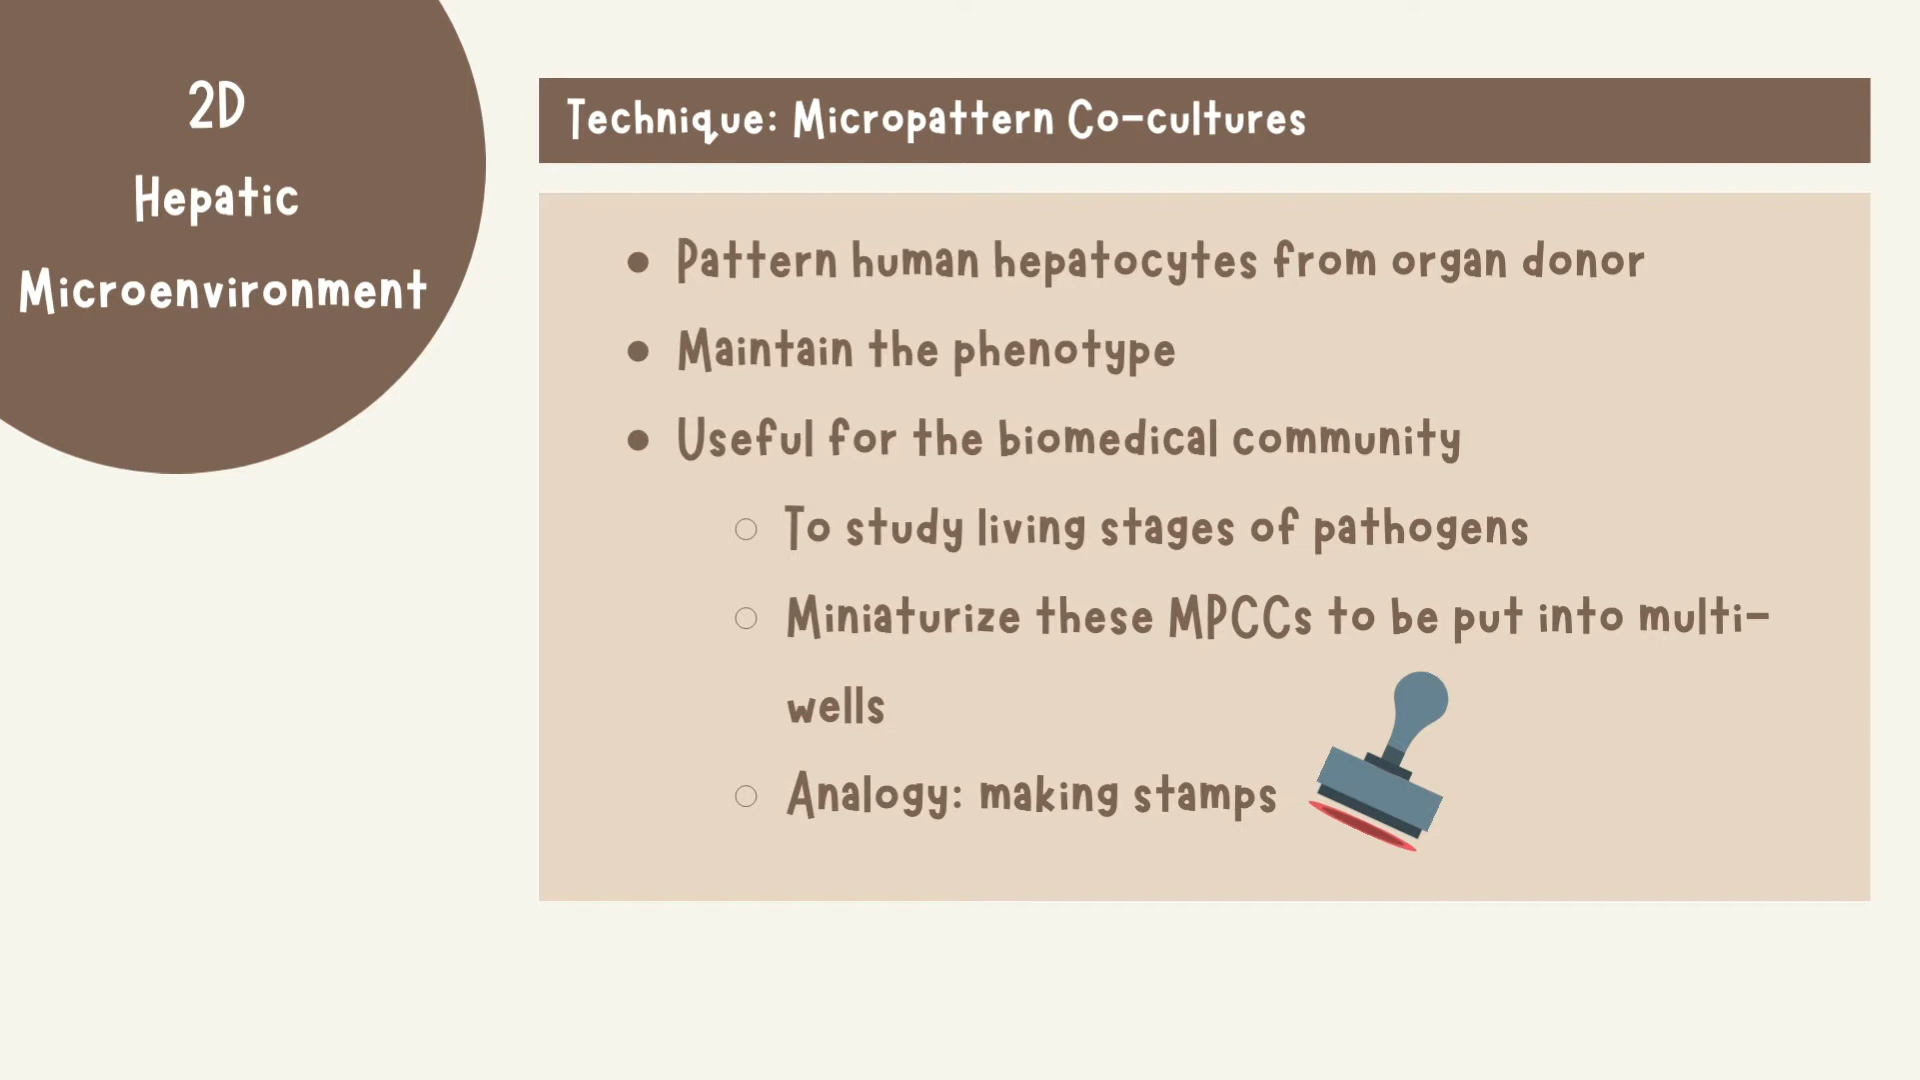 2D
Hepatic
Microenvironment
Technique: Micropattern Co-cultures
● Pattern human hepatocytes from organ donor
● Maintain the phenotype
● Useful for the biomedical community
○ To study living stages of pathogens
○ Miniaturize these MPCCs to be put into multi-
wells
○ Analogy: making stamps